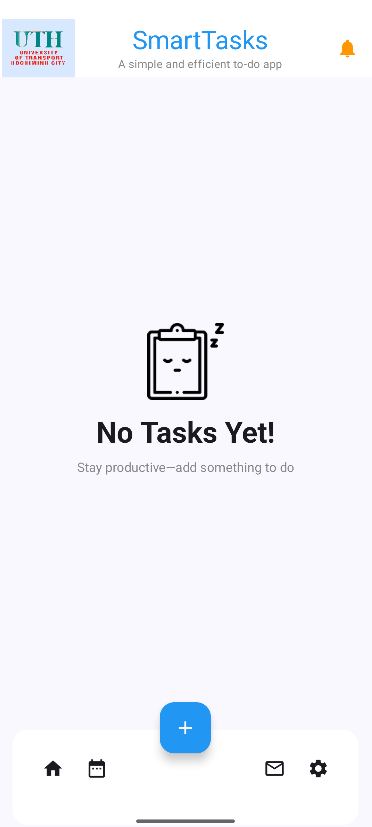 UTH
UNIVERSITY
OF TRANSPORT
HOCHIMINH CITY
SmartTasks
A simple and efficient to-do app
z
z
No Tasks Yet!
Stay productive—add something to do